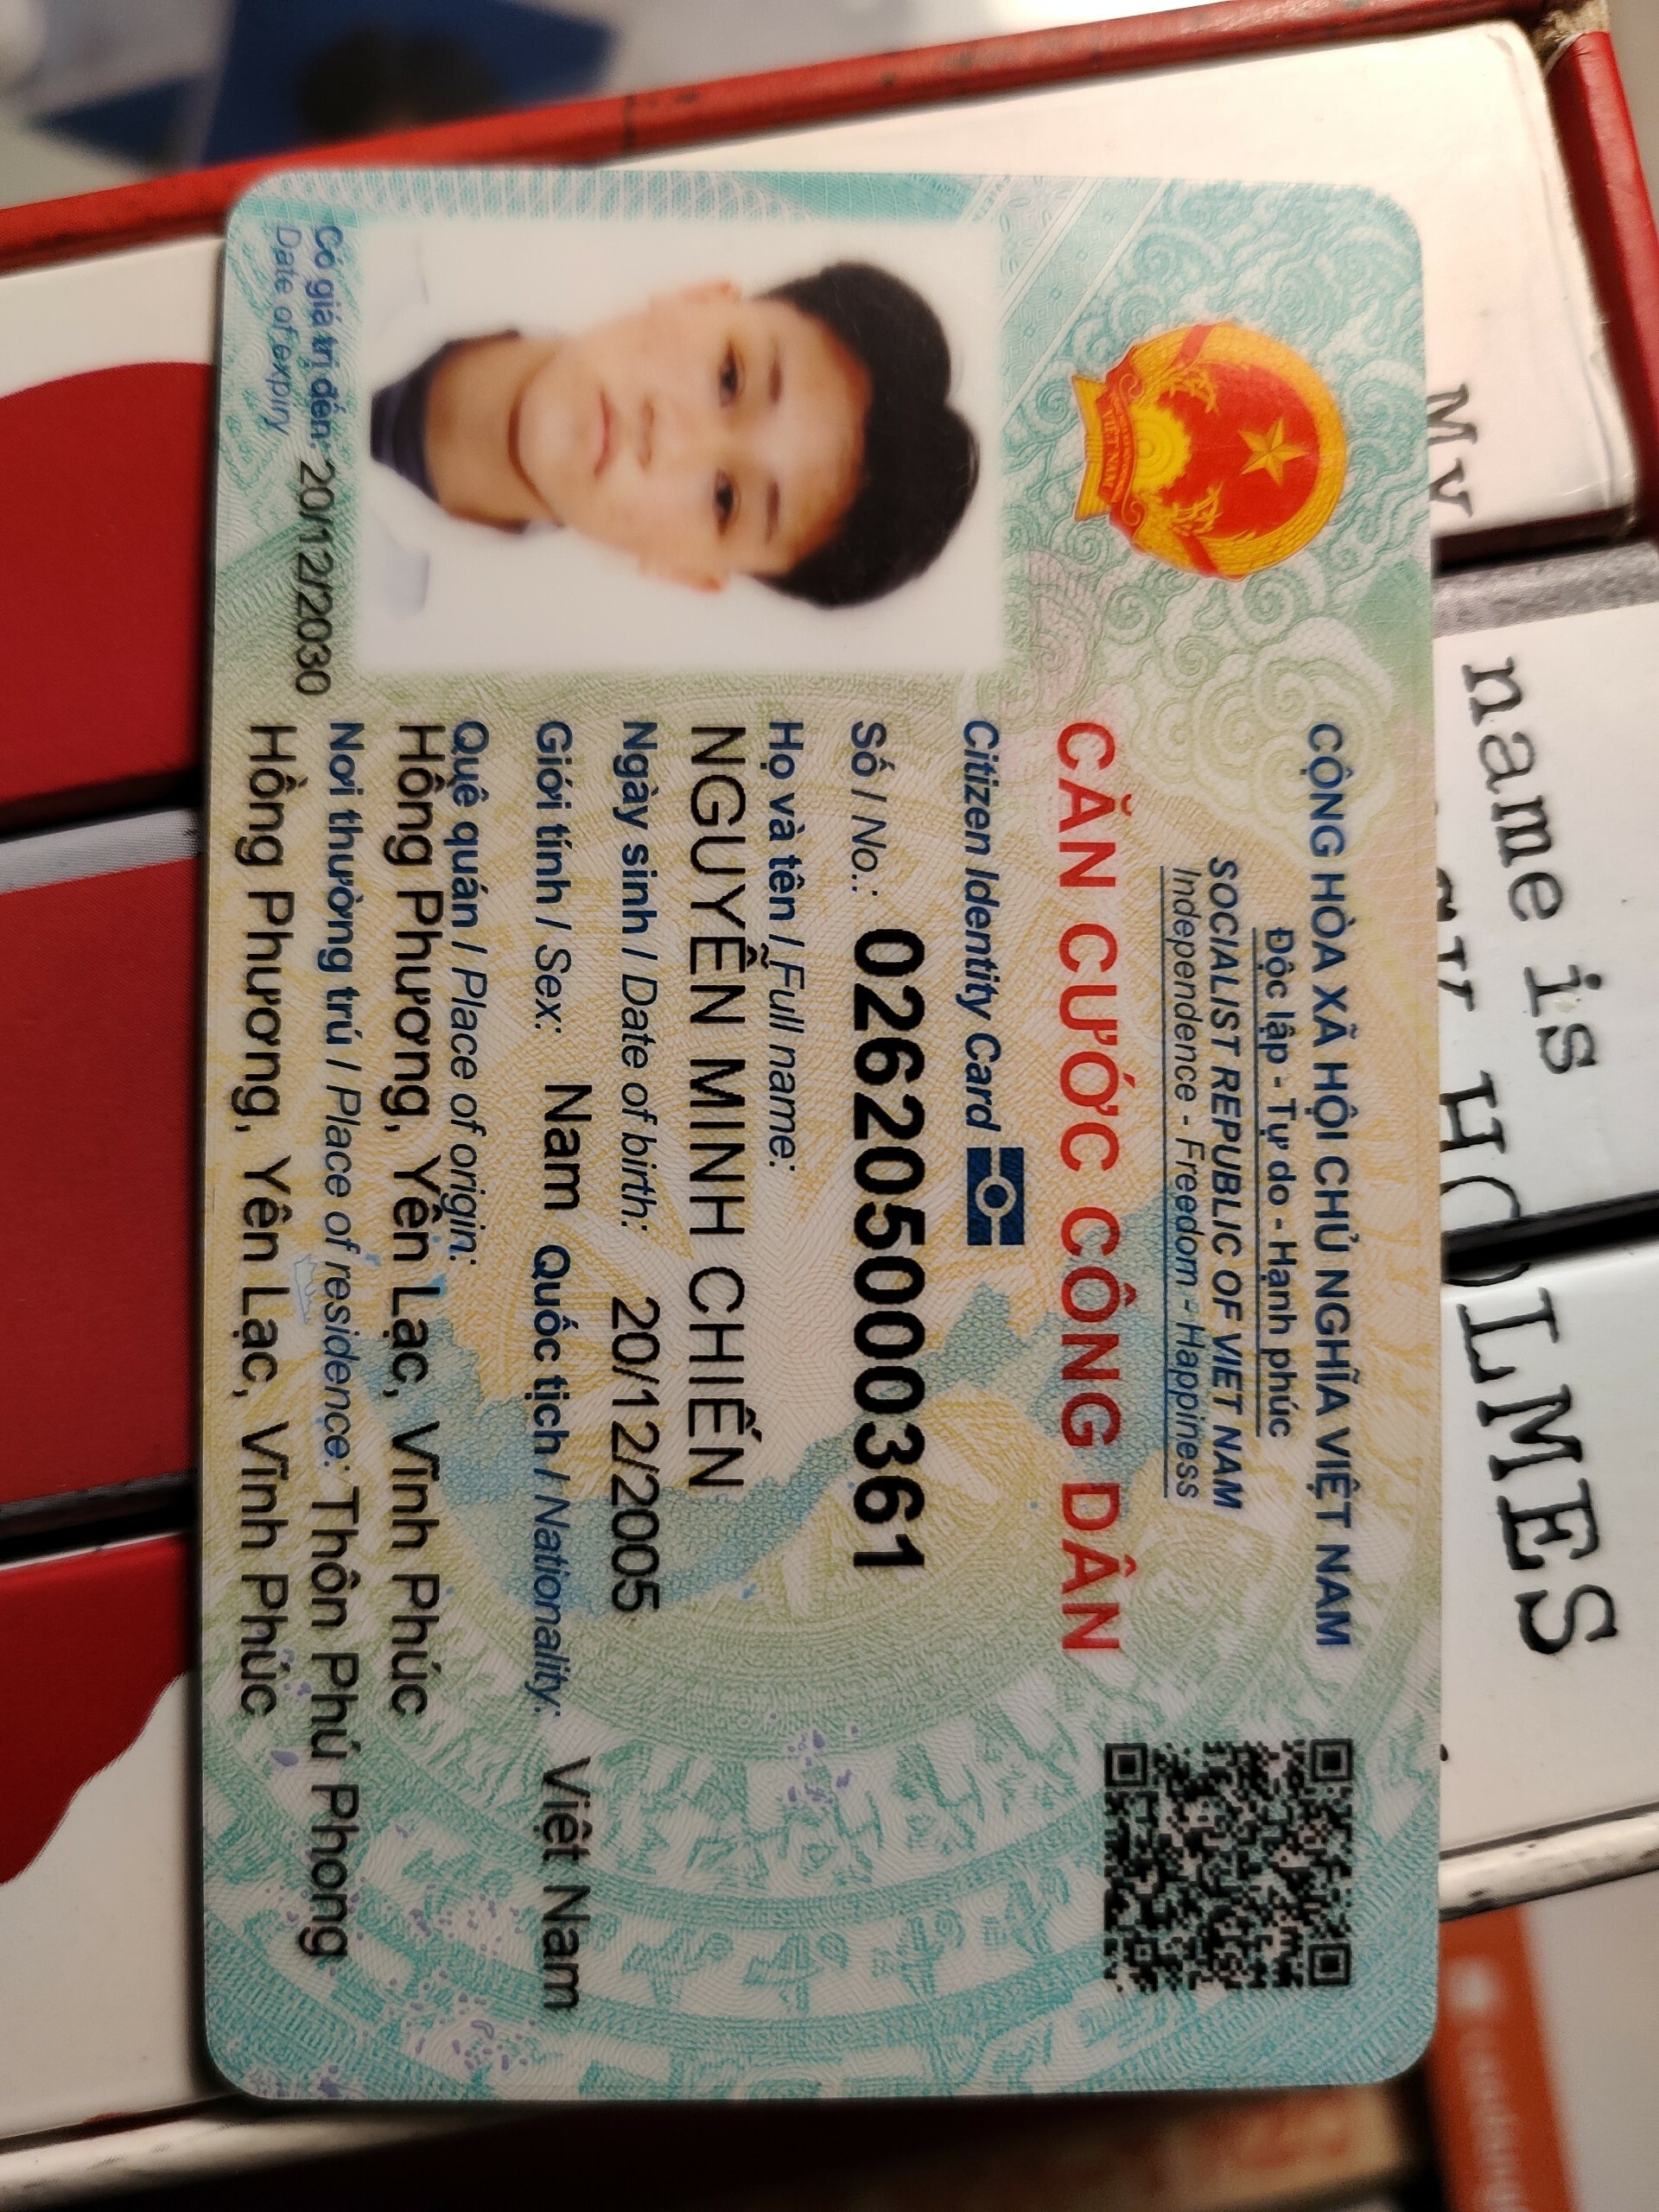 CỘNG HÒA XÃ HỘI CHỦ NGHĨA VIỆT NAM
Độc lập - Tự do - Hạnh phúc
SOCIALIST REPUBLIC OF VIET NAM
Independence - Freedom - Happiness
CĂN CƯỚC CÔNG DÂN
Citizen Identity Card
Số / No.: 026205000361
Họ và tên / Full name:
NGUYỄN MINH CHIẾN
Ngày sinh / Date of birth: 20/12/2005
Giới tính / Sex: Nam Quốc tịch / Nationality: Việt Nam
Quê quán / Place of origin:
Hồng Phương, Yên Lạc, Vĩnh Phúc
Nơi thường trú / Place of residence: Thôn Phú Phong
Hồng Phương, Yên Lạc, Vĩnh Phúc
Có giá trị đến: 20/12/2030
Date of expiry
VIỆT NAM
My name is
HOLMES